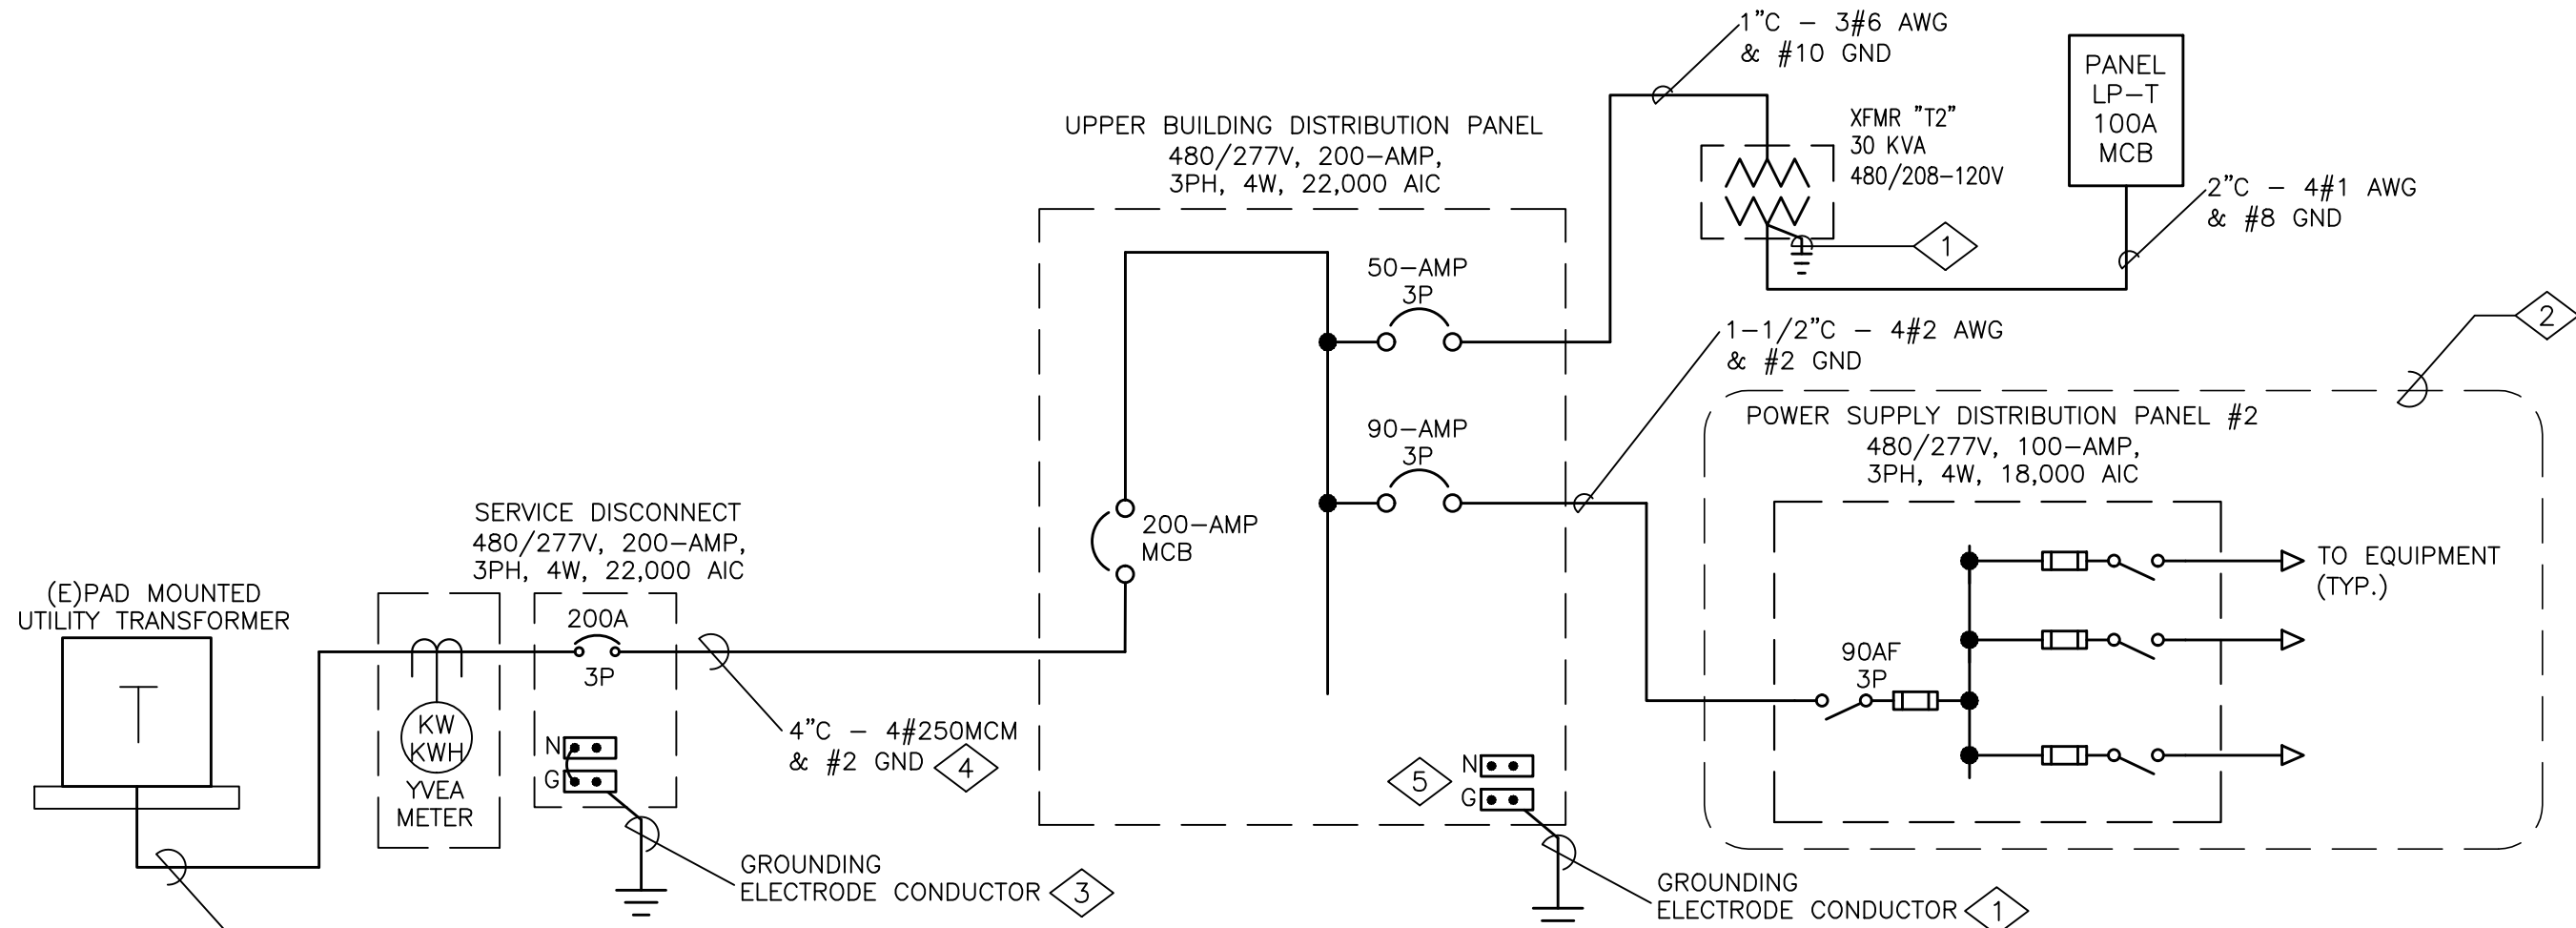 (E)PAD MOUNTED
UTILITY TRANSFORMER
T
KW
KWH
YVEA
METER
SERVICE DISCONNECT
480/277V, 200-AMP,
3PH, 4W, 22,000 AIC
200A
3P
N
G
GROUNDING
ELECTRODE CONDUCTOR 3
4"C - 4#250MCM
& #2 GND 4
UPPER BUILDING DISTRIBUTION PANEL
480/277V, 200-AMP,
3PH, 4W, 22,000 AIC
200-AMP
MCB
50-AMP
3P
90-AMP
3P
5
N
G
GROUNDING
ELECTRODE CONDUCTOR 1
1"C - 3#6 AWG
& #10 GND
XFMR "T2"
30 KVA
480/208-120V
1
PANEL
LP-T
100A
MCB
2"C - 4#1 AWG
& #8 GND
1-1/2"C - 4#2 AWG
& #2 GND
2
POWER SUPPLY DISTRIBUTION PANEL #2
480/277V, 100-AMP,
3PH, 4W, 18,000 AIC
90AF
3P
TO EQUIPMENT
(TYP.)